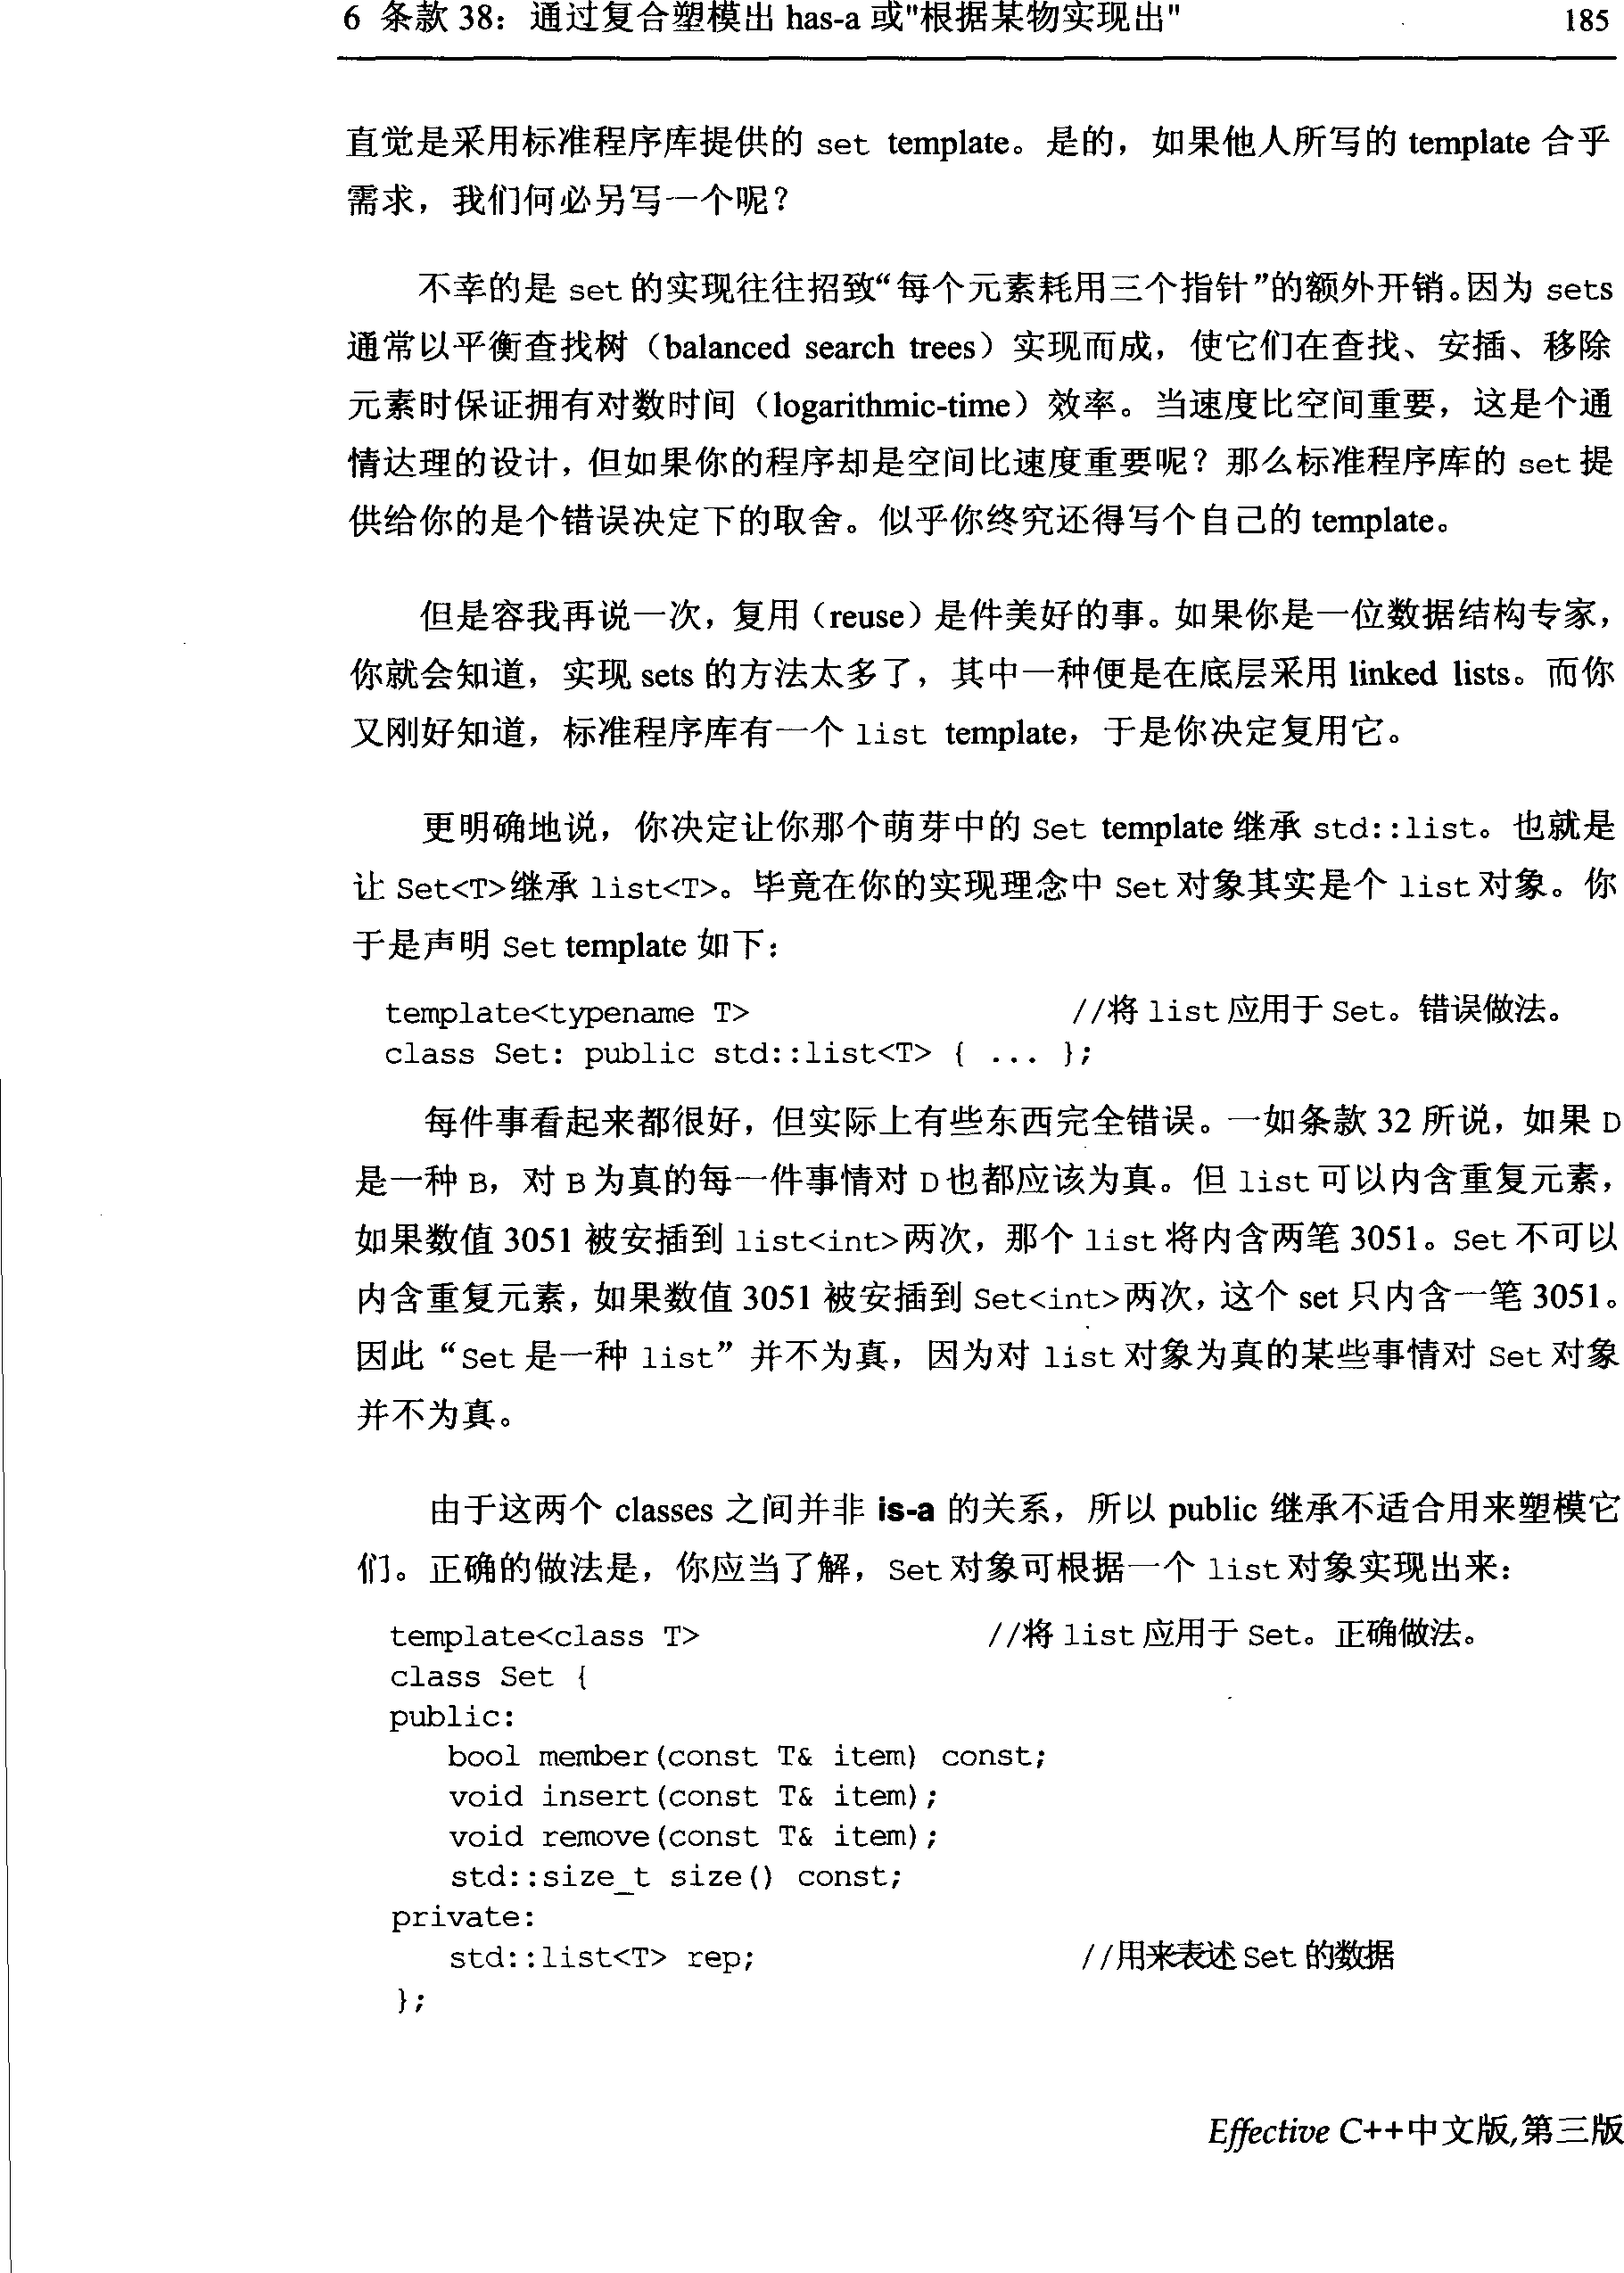 6 条款 38：通过复合塑模出 has-a 或"根据某物实现出" 185
直觉是采用标准程序库提供的 set template。是的，如果他人所写的 template 合乎
需求，我们何必另写一个呢？
不幸的是 set 的实现往往招致“每个元素耗用三个指针”的额外开销。因为 sets
通常以平衡查找树（balanced search trees）实现而成，使它们在查找、安插、移除
元素时保证拥有对数时间（logarithmic-time）效率。当速度比空间重要，这是个通
情达理的设计，但如果你的程序却是空间比速度重要呢？那么标准程序库的 set 提
供给你的是个错误决定下的取舍。似乎你终究还得写个自己的 template。
但是容我再说一次，复用（reuse）是件美好的事。如果你是一位数据结构专家，
你就会知道，实现 sets 的方法太多了，其中一种便是在底层采用 linked lists。而你
又刚好知道，标准程序库有一个 list template，于是你决定复用它。
更明确地说，你决定让你那个萌芽中的 Set template 继承 std::list。也就是
让 Set<T>继承 list<T>。毕竟在你的实现理念中 Set 对象其实是个 list 对象。你
于是声明 Set template 如下：
template<typename T> //将 list 应用于 Set。错误做法。
class Set: public std::list<T> { ... };
每件事看起来都很好，但实际上有些东西完全错误。一如条款 32 所说，如果 D
是一种 B，对 B 为真的每一件事情对 D 也都应该为真。但 list 可以内含重复元素，
如果数值 3051 被安插到 list<int>两次，那个 list 将内含两笔 3051。Set 不可以
内含重复元素，如果数值 3051 被安插到 Set<int>两次，这个 set 只内含一笔 3051。
因此“Set 是一种 list”并不为真，因为对 list 对象为真的某些事情对 Set 对象
并不为真。
由于这两个 classes 之间并非 is-a 的关系，所以 public 继承不适合用来塑模它
们。正确的做法是，你应当了解，Set 对象可根据一个 list 对象实现出来：
template<class T> //将 list 应用于 Set。正确做法。
class Set {
public:
bool member(const T& item) const;
void insert(const T& item);
void remove(const T& item);
std::size_t size() const;
private:
std::list<T> rep; //用来表述 Set 的数据
};
Effective C++中文版,第三版